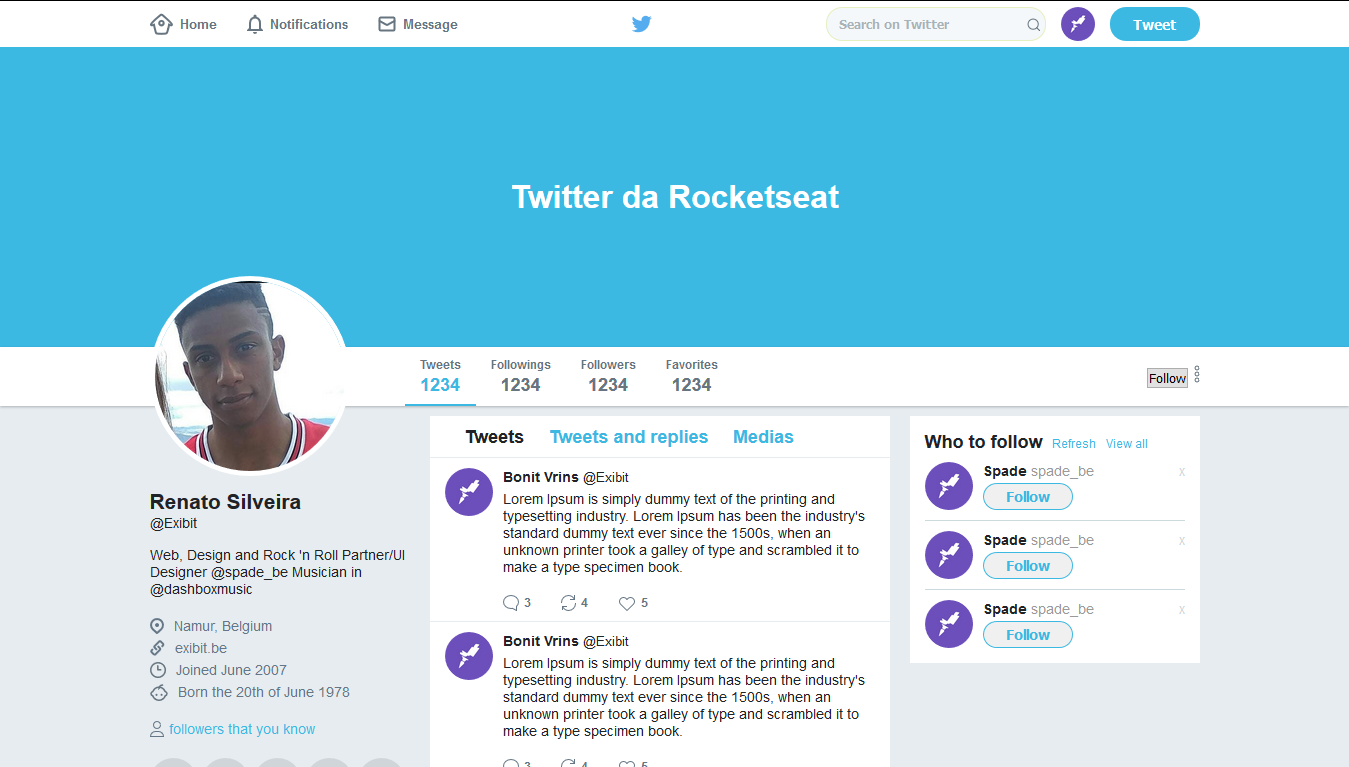 Home Notifications Message Search on Twitter Tweet
Twitter da Rocketseat
Tweets Followings Followers Favorites
1234 1234 1234 1234
Follow
Renato Silveira
@Exibit
Web, Design and Rock 'n Roll Partner/UI
Designer @spade_be Musician in
@dashboxmusic
Namur, Belgium
exibit.be
Joined June 2007
Born the 20th of June 1978
followers that you know
Tweets Tweets and replies Medias
Bonit Vrins @Exibit
Lorem Ipsum is simply dummy text of the printing and
typesetting industry. Lorem Ipsum has been the industry's
standard dummy text ever since the 1500s, when an
unknown printer took a galley of type and scrambled it to
make a type specimen book.
3 4 5
Bonit Vrins @Exibit
Lorem Ipsum is simply dummy text of the printing and
typesetting industry. Lorem Ipsum has been the industry's
standard dummy text ever since the 1500s, when an
unknown printer took a galley of type and scrambled it to
make a type specimen book.
3 4 5
Who to follow Refresh View all
Spade spade_be x
Follow
Spade spade_be x
Follow
Spade spade_be x
Follow